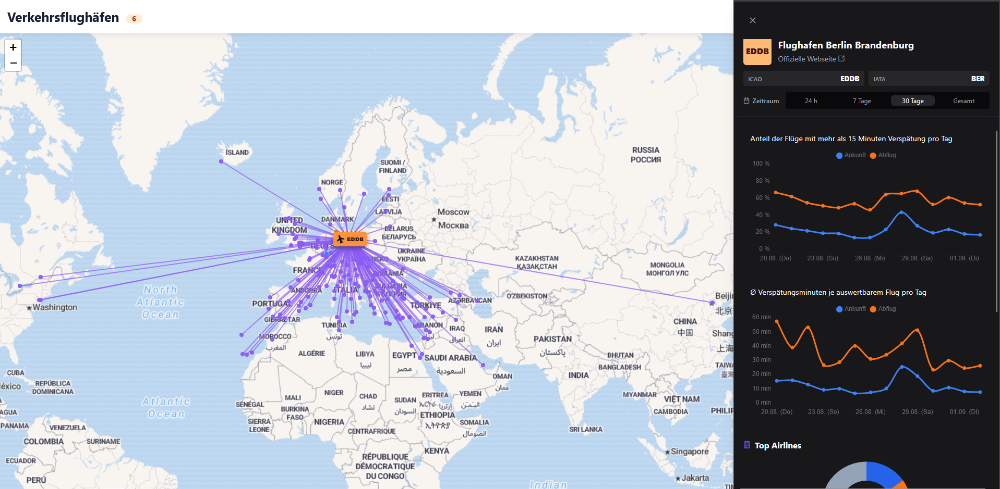 Verkehrsflughäfen 6
+
−
ÍSLAND
NORGE
SUOMI /
FINLAND
EESTI
LATVIJA
DANMARK
UNITED
KINGDOM
BELARUS
БЕЛАРУСЬ
Moscow
Москва
RUSSIA
РОССИЯ
EDDB
UKRAINE
УКРАЇНА
KAZAKHSTAN
ҚАЗАҚСТАН
MONGOLIA
МОНГОЛ УЛС
FRANCE
ROMANIA
ANDORRA
ITALIA
BULGARIA
БЪЛГАРИЯ
PORTUGAL
GIBRALTAR
TÜRKIYE
AZƏRBAYCAN
O'ZBEKISTON
Beijing
北京
Washington
North
Atlantic
Ocean
TUNISIA
تونس
MOROCCO
المغرب
LEBANON
لبنان
IRAQ
العراق
IRAN
ایران
CHINA
中国
Shang
上海
PAKISTAN
پاکستان
ALGÉRIE
LIBYA
ليبيا
EGYPT
مصر
SAUDI ARABIA
السعودية
BHUTAN
BANGLADESH
TAIWA
臺灣
OMAN
عمان
INDIA
CUBA
éxico
REPÚBLICA
DOMINICANA
NIGER
CHAD
تشاد
MALI
BURKINA
FASO
SUDAN
السودان
ERITREA
ኤርትራ إرتريا
YEMEN
اليَمَن
MYANMAR
VIỆT NAM
CAMBODIA
PHILIP
Atlantic
Ocean
SÉNÉGAL
SIERRA
LEONE
NIGERIA
ETHIOPIA
ኢትዮጵያ
SOMALIA
الصومال
SRI LANKA
CENTRAFRIQUE
AGUA
PANAMA
VENEZUELA
COLOMBIA
SURINAME
KENYA
ECUADOR
PERÚ
RÉPUBLIQUE
DÉMOCRATIQUE
DU CONGO
Singapore
Jakarta
Indian
TIM
EDDB
Flughafen Berlin Brandenburg
Offizielle Webseite
ICAO EDDB IATA BER
Zeitraum 24 h 7 Tage 30 Tage Gesamt
Anteil der Flüge mit mehr als 15 Minuten Verspätung pro Tag
Ankunft Abflug
100 %
80 %
60 %
40 %
20 %
0 %
20.08. (Do) 23.08. (So) 26.08. (Mi) 29.08. (Sa) 01.09. (Di)
Ø Verspätungsminuten je auswertbarem Flug pro Tag
Ankunft Abflug
60 min
50 min
40 min
30 min
20 min
10 min
0 min
20.08. (Do) 23.08. (So) 26.08. (Mi) 29.08. (Sa) 01.09. (Di)
Top Airlines